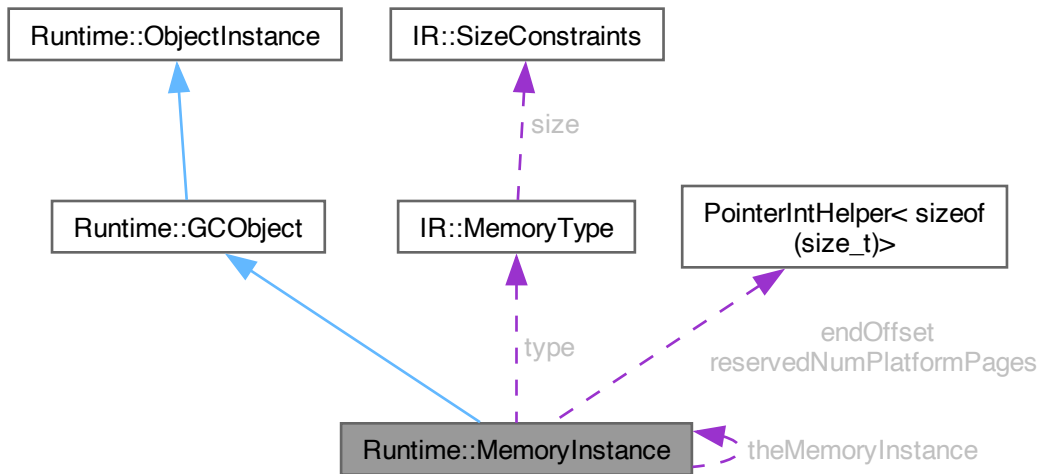 Runtime::ObjectInstance
IR::SizeConstraints
size
Runtime::GCObject
IR::MemoryType
PointerIntHelper< sizeof
(size_t)>
type
endOffset
reservedNumPlatformPages
Runtime::MemoryInstance
theMemoryInstance